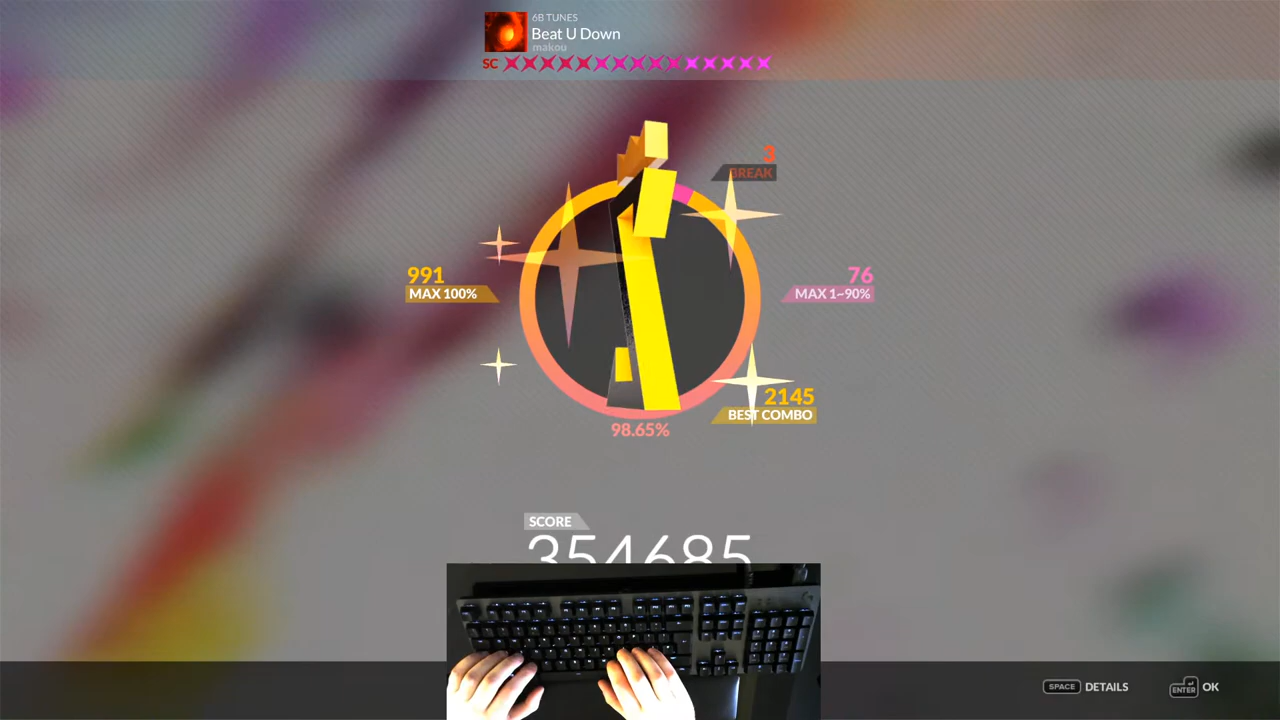 6B TUNES
Beat U Down
makou
SC
3
BREAK
991
MAX 100%
76
MAX 1~90%
2145
BEST COMBO
98.65%
SCORE
354685
SPACE DETAILS
ENTER OK